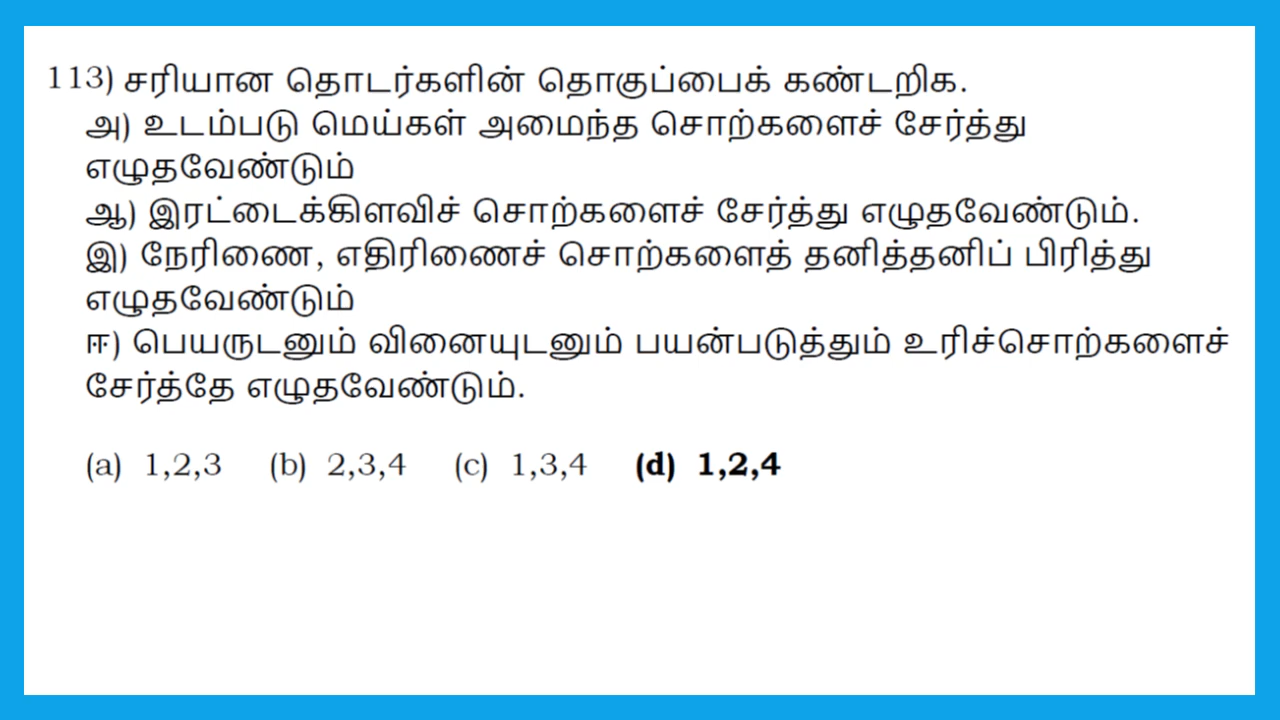 113) சரியான தொடர்களின் தொகுப்பைக் கண்டறிக.
அ) உடம்படு மெய்கள் அமைந்த சொற்களைச் சேர்த்து
எழுதவேண்டும்
ஆ) இரட்டைக்கிளவிச் சொற்களைச் சேர்த்து எழுதவேண்டும்.
இ) நேரிணை, எதிரிணைச் சொற்களைத் தனித்தனிப் பிரித்து
எழுதவேண்டும்
ஈ) பெயருடனும் வினையுடனும் பயன்படுத்தும் உரிச்சொற்களைச்
சேர்த்தே எழுதவேண்டும்.
(a) 1,2,3 (b) 2,3,4 (c) 1,3,4 (d) 1,2,4